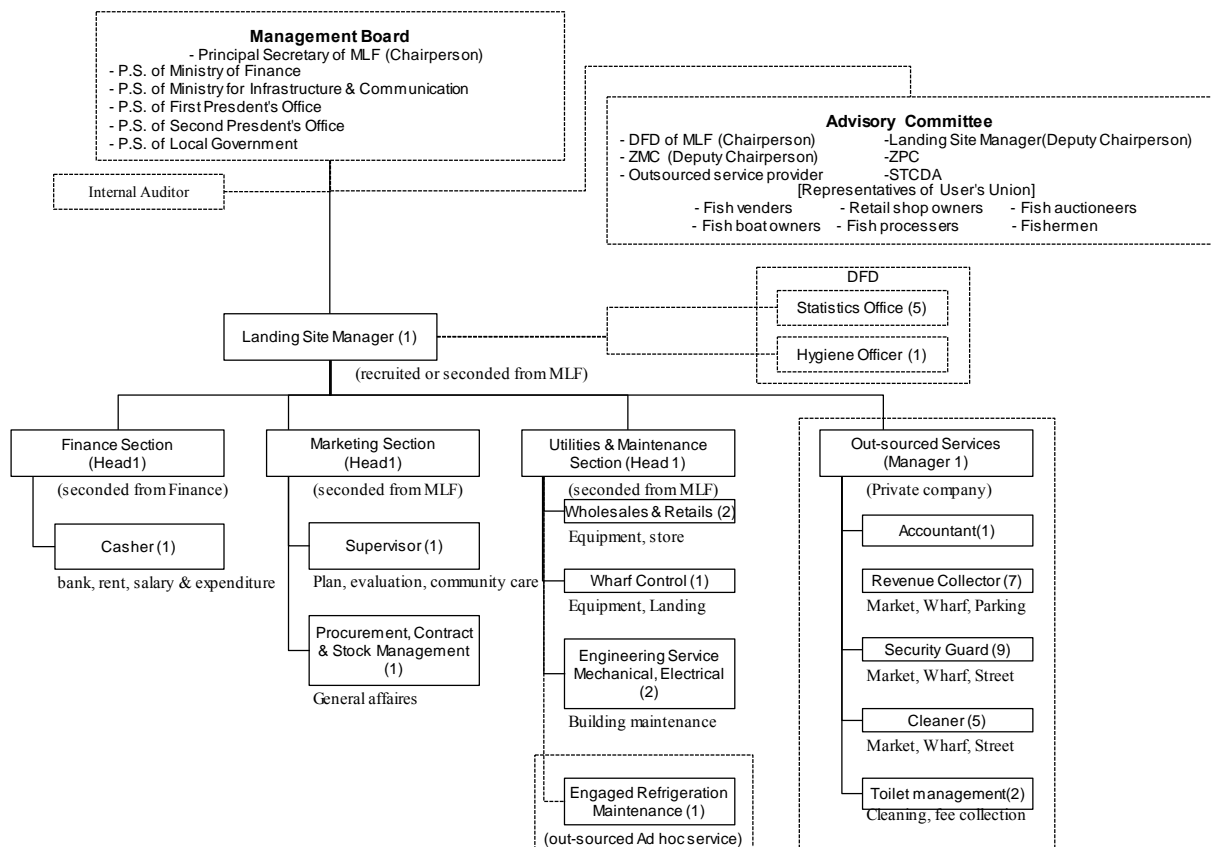 Management Board
- Principal Secretary of MLF (Chairperson)
- P.S. of Ministry of Finance
- P.S. of Ministry for Infrastructure & Communication
- P.S. of First President's Office
- P.S. of Second President's Office
- P.S. of Local Government
Internal Auditor
Advisory Committee
- DFD of MLF (Chairperson) -Landing Site Manager(Deputy Chairperson)
- ZMC (Deputy Chairperson) -ZPC
- Outsourced service provider -STCDA
[Representatives of User's Union]
- Fish venders - Retail shop owners - Fish auctioneers
- Fish boat owners - Fish processers - Fishermen
DFD
Statistics Office (5)
Hygiene Officer (1)
Landing Site Manager (1)
(recruited or seconded from MLF)
Finance Section
(Head1)
(seconded from Finance)
Casher (1)
bank, rent, salary & expenditure
Marketing Section
(Head1)
(seconded from MLF)
Supervisor (1)
Plan, evaluation, community care
Procurement, Contract
& Stock Management
(1)
General affaires
Utilities & Maintenance
Section (Head 1)
(seconded from MLF)
Wholesales & Retails (2)
Equipment, store
Wharf Control (1)
Equipment, Landing
Engineering Service
Mechanical, Electrical
(2)
Building maintenance
Engaged Refrigeration
Maintenance (1)
(out-sourced Ad hoc service)
Out-sourced Services
(Manager 1)
(Private company)
Accountant(1)
Revenue Collector (7)
Market, Wharf, Parking
Security Guard (9)
Market, Wharf, Street
Cleaner (5)
Market, Wharf, Street
Toilet management(2)
Cleaning, fee collection